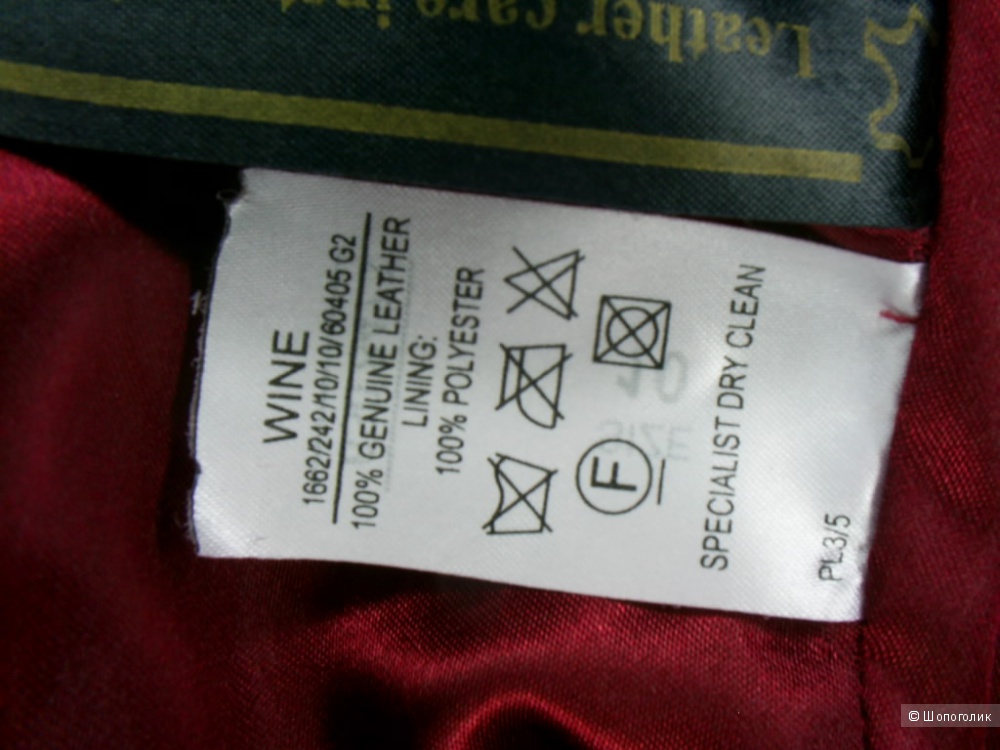 Leather care inst
WINE
1662/242/10/10/60405 G2
100% GENUINE LEATHER
LINING:
100% POLYESTER
F
SPECIALIST DRY CLEAN
PL3/5
© Шопоголик